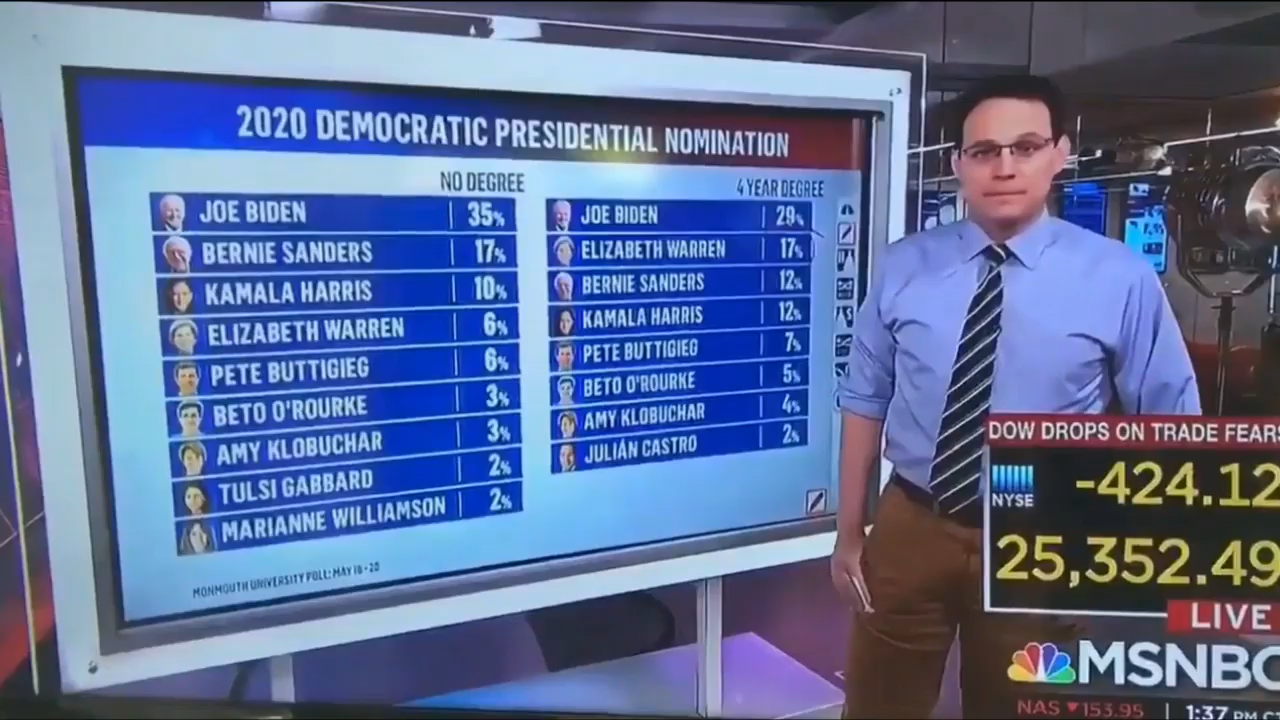 2020 DEMOCRATIC PRESIDENTIAL NOMINATION
NO DEGREE
JOE BIDEN 35%
BERNIE SANDERS 17%
KAMALA HARRIS 10%
ELIZABETH WARREN 6%
PETE BUTTIGIEG 6%
BETO O'ROURKE 3%
AMY KLOBUCHAR 3%
TULSI GABBARD 2%
MARIANNE WILLIAMSON 2%
4 YEAR DEGREE
JOE BIDEN 29%
ELIZABETH WARREN 17%
BERNIE SANDERS 12%
KAMALA HARRIS 12%
PETE BUTTIGIEG 7%
BETO O'ROURKE 5%
AMY KLOBUCHAR 4%
JULIÁN CASTRO 2%
MONMOUTH UNIVERSITY POLL: MAY 16-20
DOW DROPS ON TRADE FEARS
NYSE -424.12
25,352.49
LIVE
MSNBC
NAS ▼153.95 | 1:37 PM